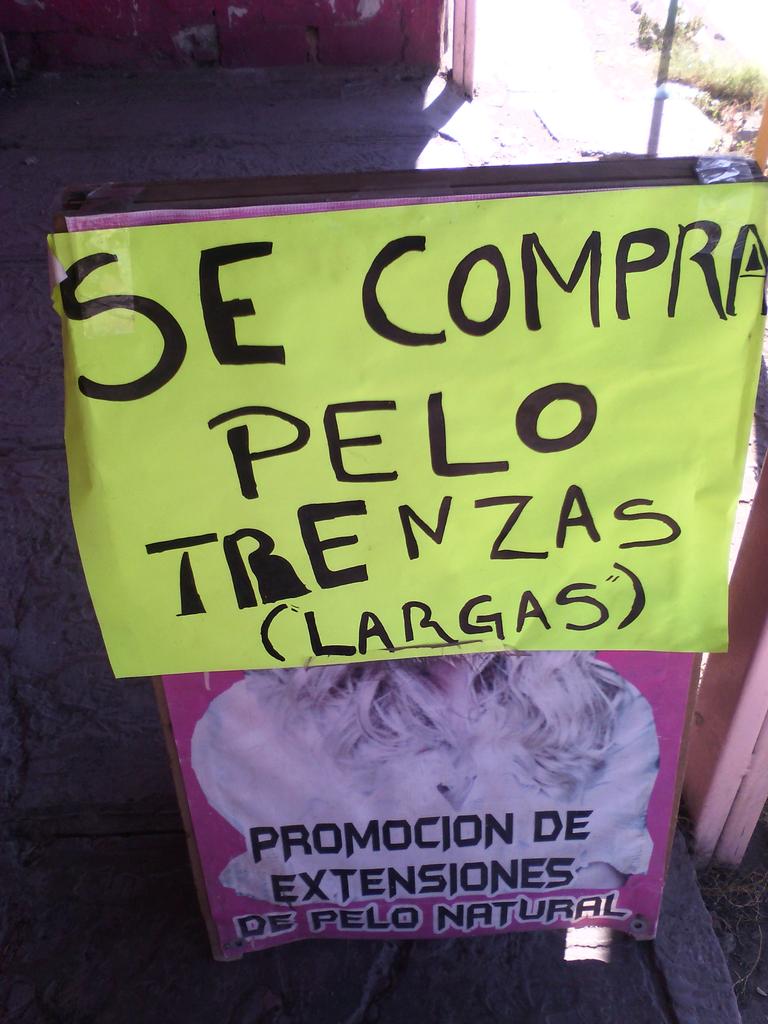 SE COMPRA
PELO
TRENZAS
("LARGAS")
PROMOCION DE
EXTENSIONES
DE PELO NATURAL